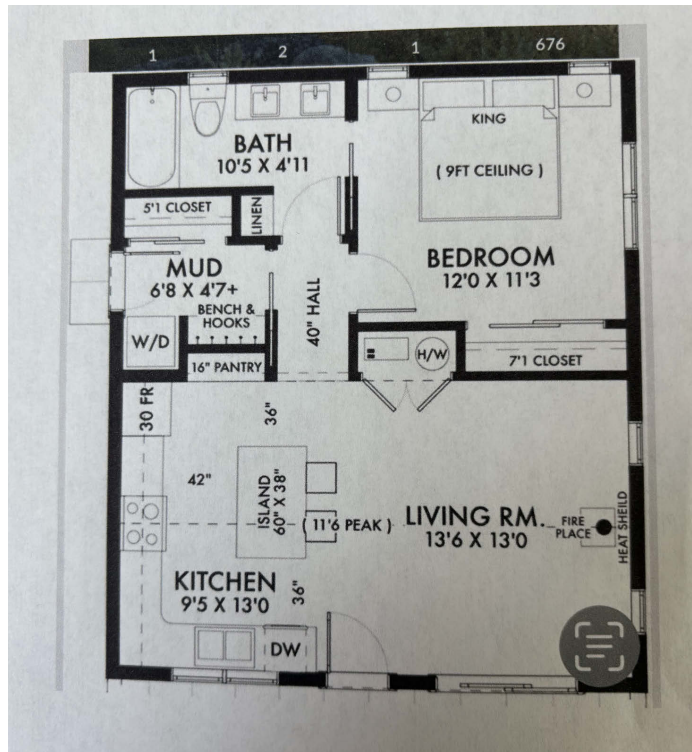 1 2 1 676
BATH
10'5 X 4'11
KING
( 9FT CEILING )
5'1 CLOSET
LINEN
MUD
6'8 X 4'7+
BENCH &
HOOKS
40" HALL
BEDROOM
12'0 X 11'3
W/D
16" PANTRY
H/W
7'1 CLOSET
30 FR
36"
42"
ISLAND
60" X 38"
( 11'6 PEAK )
LIVING RM.
13'6 X 13'0
FIRE
PLACE
HEAT SHEILD
KITCHEN
9'5 X 13'0
36"
DW